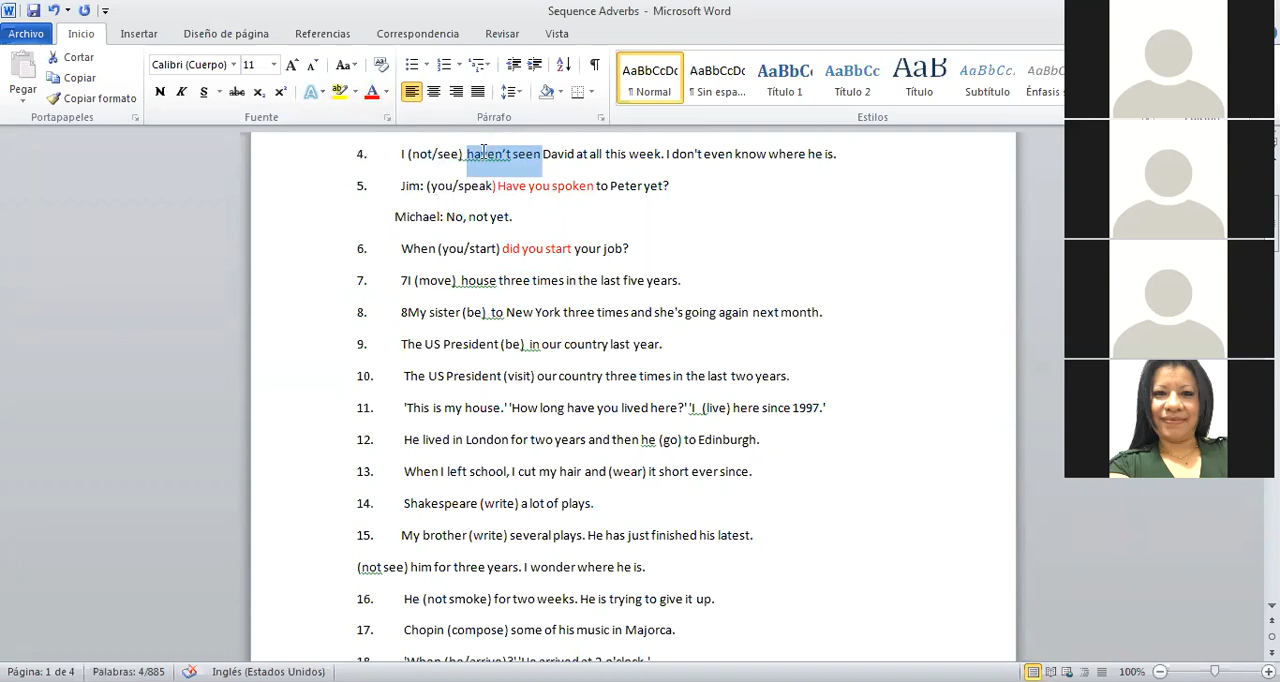 Sequence Adverbs - Microsoft Word
Archivo Inicio Insertar Diseño de página Referencias Correspondencia Revisar Vista
Pegar
Cortar
Copiar
Copiar formato
Portapapeles
Calibri (Cuerpo) 11
Fuente
Párrafo
AaBbCcDc AaBbCcDc AaBbC AaBbCc AaB AaBbCc AaBbC
¶ Normal ¶ Sin espa... Título 1 Título 2 Título Subtítulo Énfasis
Estilos
4. I (not/see) haven't seen David at all this week. I don't even know where he is.
5. Jim: (you/speak) Have you spoken to Peter yet?
Michael: No, not yet.
6. When (you/start) did you start your job?
7. 7I (move) house three times in the last five years.
8. 8My sister (be) to New York three times and she's going again next month.
9. The US President (be) in our country last year.
10. The US President (visit) our country three times in the last two years.
11. 'This is my house.' 'How long have you lived here?' 'I (live) here since 1997.'
12. He lived in London for two years and then he (go) to Edinburgh.
13. When I left school, I cut my hair and (wear) it short ever since.
14. Shakespeare (write) a lot of plays.
15. My brother (write) several plays. He has just finished his latest.
(not see) him for three years. I wonder where he is.
16. He (not smoke) for two weeks. He is trying to give it up.
17. Chopin (compose) some of his music in Majorca.
18. 'When (he/arrive)?' 'He arrived at 2 o'clock.'
Página: 1 de 4 Palabras: 4/885 Inglés (Estados Unidos) 100%